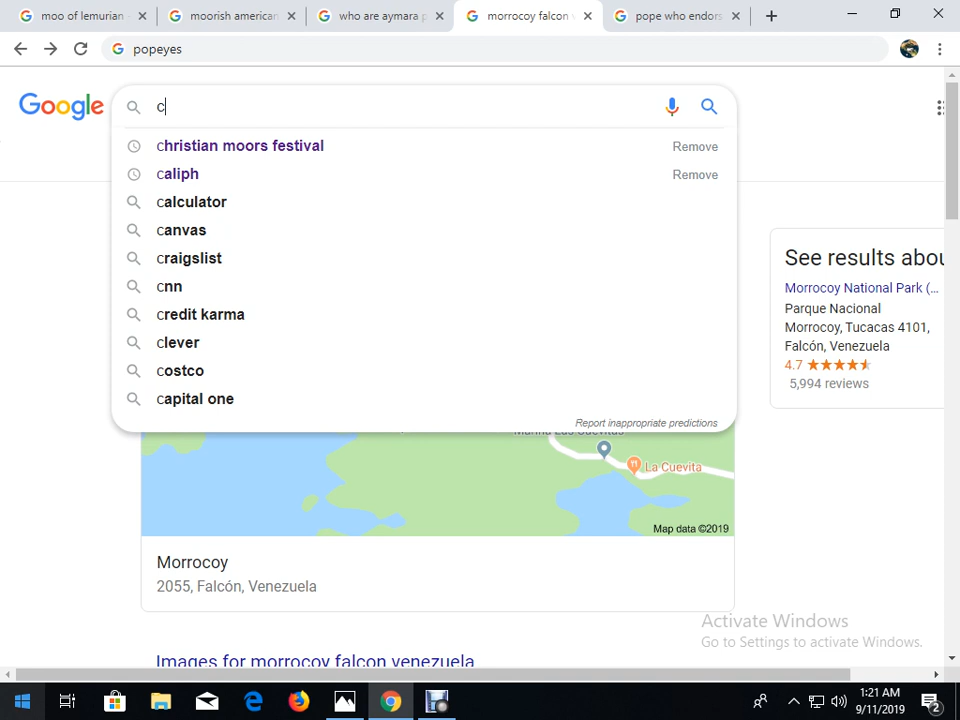 moo of lemurian
moorish american
who are aymara p
morrocoy falcon v
pope who endors
popeyes
Google
c
christian moors festival
Remove
caliph
Remove
calculator
canvas
craigslist
cnn
credit karma
clever
costco
capital one
Report inappropriate predictions
See results abou
Morrocoy National Park (...
Parque Nacional
Morrocoy, Tucacas 4101,
Falcón, Venezuela
4.7
5,994 reviews
Marina Las Cuevitas
La Cuevita
Map data ©2019
Morrocoy
2055, Falcón, Venezuela
Images for morrocoy falcon venezuela
Activate Windows
Go to Settings to activate Windows.
1:21 AM
9/11/2019
2